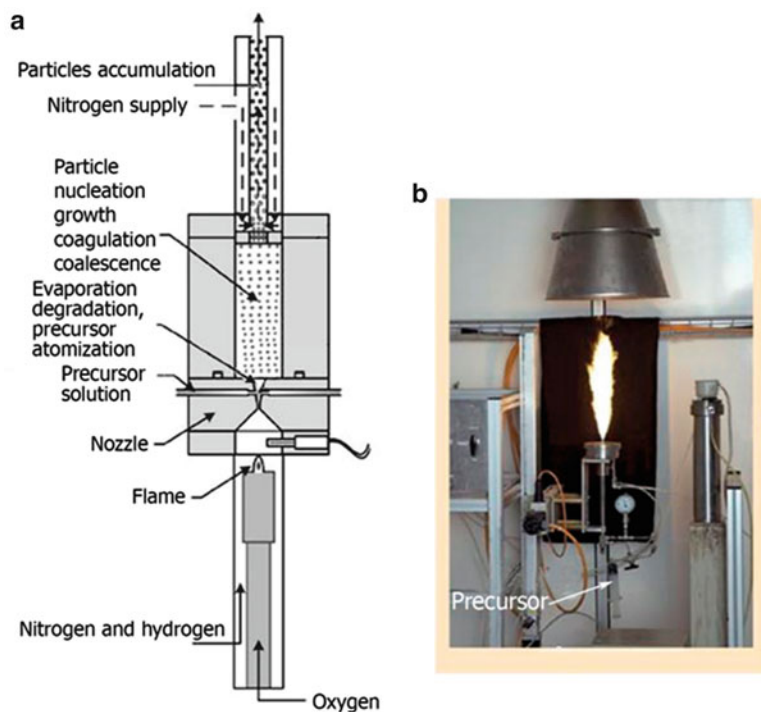 a
Particles accumulation
Nitrogen supply
Particle
nucleation
growth
coagulation
coalescence
Evaporation
degradation,
precursor
atomization
Precursor
solution
Nozzle
Flame
Nitrogen and hydrogen
Oxygen
b
Precursor